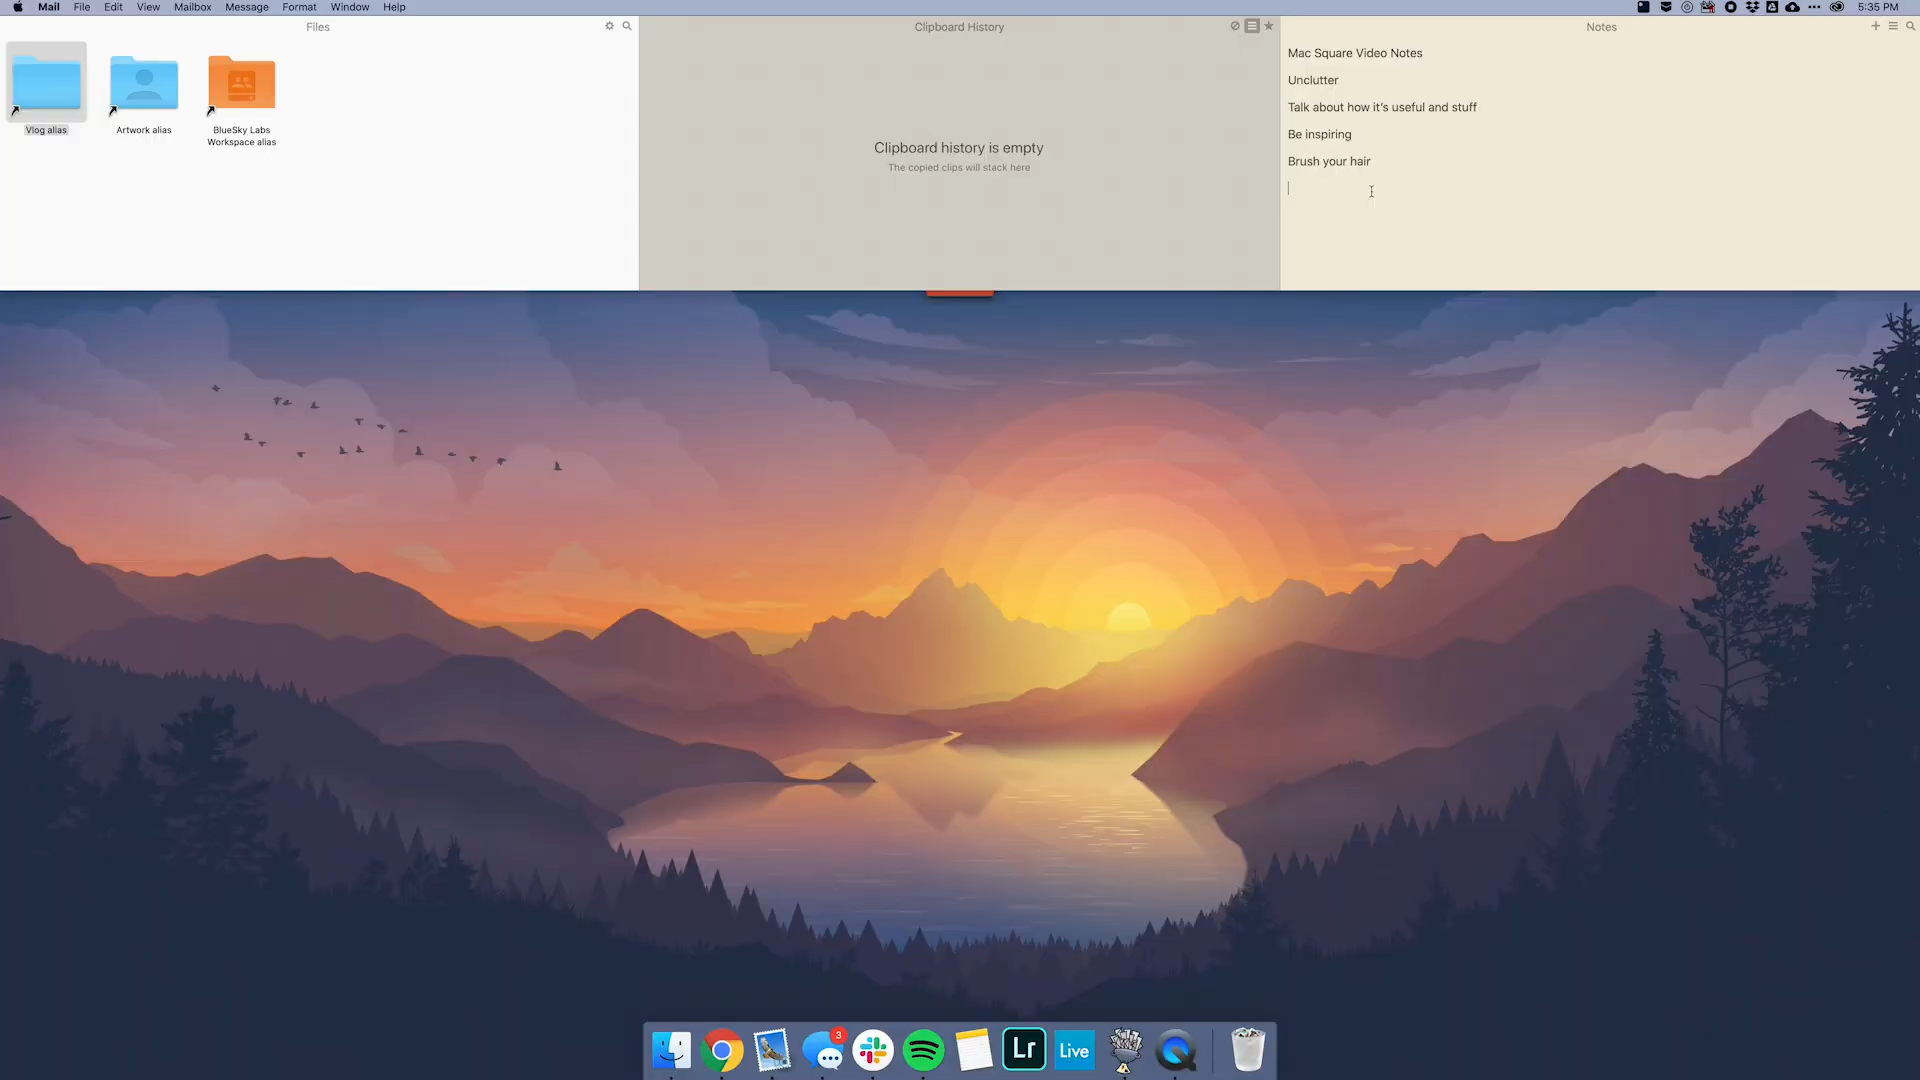 Mail File Edit View Mailbox Message Format Window Help 5:35 PM
Files
Vlog alias
Artwork alias
BlueSky Labs
Workspace alias
Clipboard History
Clipboard history is empty
The copied clips will stack here
Notes
Mac Square Video Notes
Unclutter
Talk about how it's useful and stuff
Be inspiring
Brush your hair
3
Lr
Live